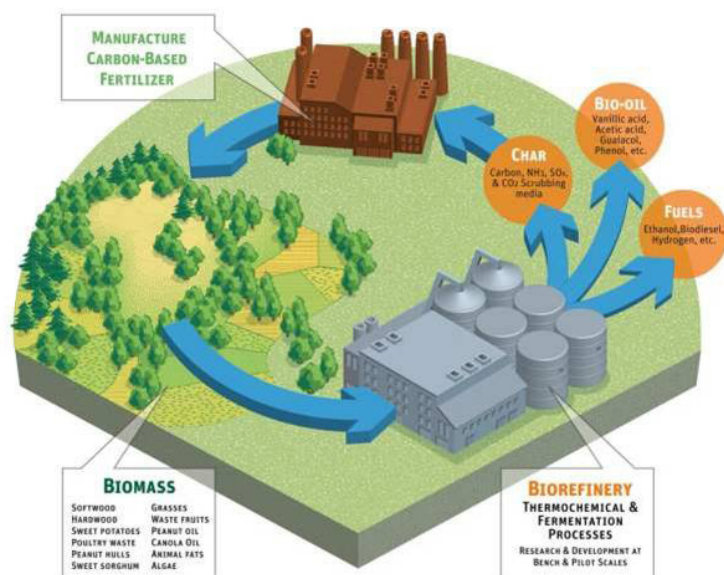 MANUFACTURE
CARBON-BASED
FERTILIZER
BIO-OIL
Vanillic acid,
Acetic acid,
Guaiacol,
Phenol, etc.
CHAR
Carbon, NH3, SOx,
& CO2 Scrubbing
media
FUELS
Ethanol,Biodiesel,
Hydrogen, etc.
BIOMASS
SOFTWOOD
HARDWOOD
SWEET POTATOES
POULTRY WASTE
PEANUT HULLS
SWEET SORGHUM
GRASSES
WASTE FRUITS
PEANUT OIL
CANOLA OIL
ANIMAL FATS
ALGAE
BIOREFINERY
THERMOCHEMICAL &
FERMENTATION
PROCESSES
RESEARCH & DEVELOPMENT AT
BENCH & PILOT SCALES